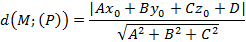 d(M;(P)) = |Ax₀ + By₀ + Cz₀ + D| / √(A² + B² + C²)